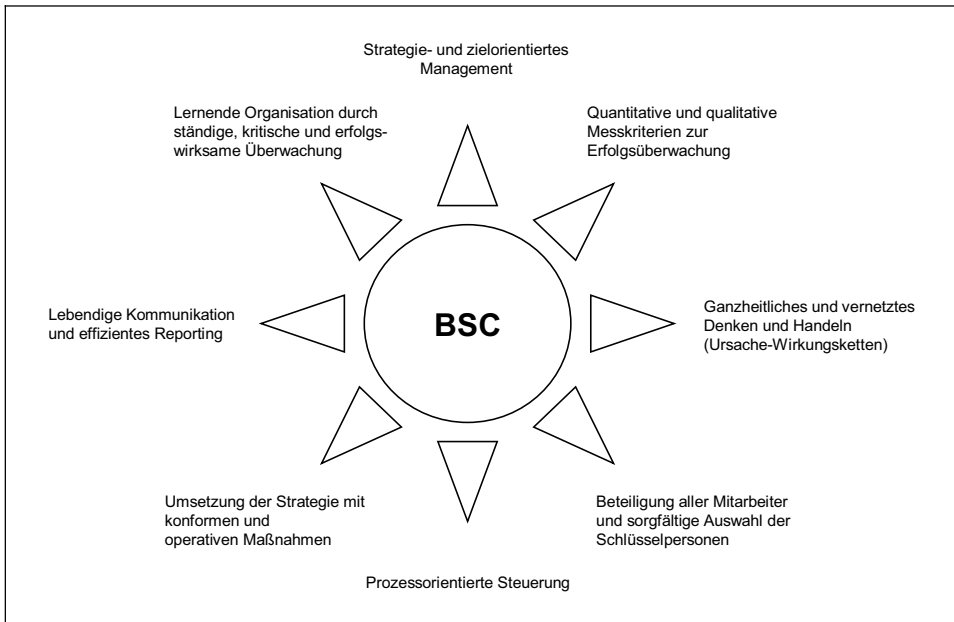 Strategie- und zielorientiertes
Management
Lernende Organisation durch
ständige, kritische und erfolgs-
wirksame Überwachung
Quantitative und qualitative
Messkriterien zur
Erfolgsüberwachung
Lebendige Kommunikation
und effizientes Reporting
BSC
Ganzheitliches und vernetztes
Denken und Handeln
(Ursache-Wirkungsketten)
Umsetzung der Strategie mit
konformen und
operativen Maßnahmen
Beteiligung aller Mitarbeiter
und sorgfältige Auswahl der
Schlüsselpersonen
Prozessorientierte Steuerung